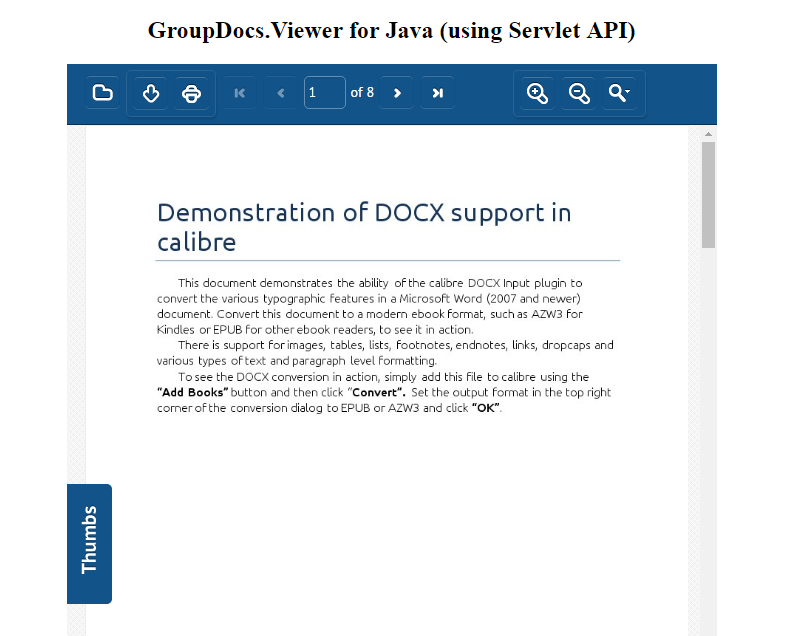 GroupDocs.Viewer for Java (using Servlet API)
1 of 8
Demonstration of DOCX support in
calibre
This document demonstrates the ability of the calibre DOCX Input plugin to
convert the various typographic features in a Microsoft Word (2007 and newer)
document. Convert this document to a modern ebook format, such as AZW3 for
Kindles or EPUB for other ebook readers, to see it in action.
There is support for images, tables, lists, footnotes, endnotes, links, dropcaps and
various types of text and paragraph level formatting.
To see the DOCX conversion in action, simply add this file to calibre using the
“Add Books” button and then click “Convert”. Set the output format in the top right
corner of the conversion dialog to EPUB or AZW3 and click “OK”.
Thumbs